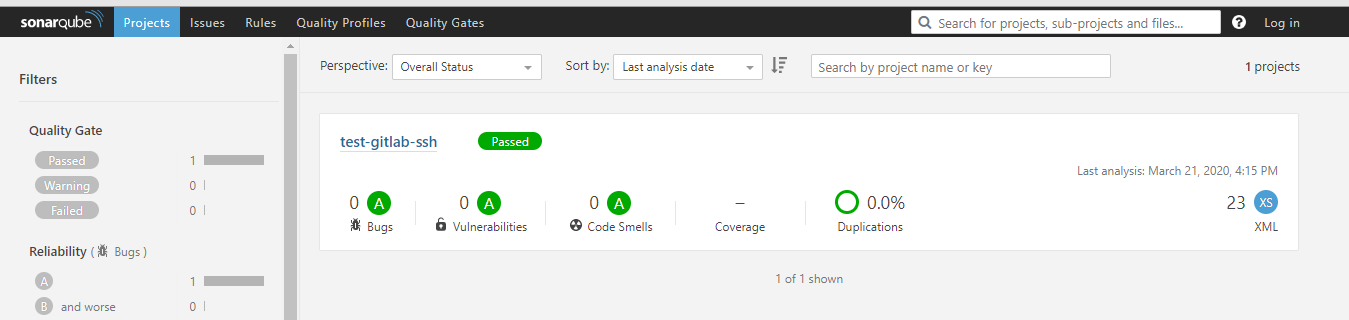 sonarqube Projects Issues Rules Quality Profiles Quality Gates Search for projects, sub-projects and files... ? Log in
Perspective: Overall Status Sort by: Last analysis date Search by project name or key 1 projects
Filters
Quality Gate
Passed 1
Warning 0
Failed 0
Reliability ( Bugs )
A 1
B and worse 0
test-gitlab-ssh Passed
Last analysis: March 21, 2020, 4:15 PM
0 A 0 A 0 A – 0.0% 23 XS
Bugs Vulnerabilities Code Smells Coverage Duplications XML
1 of 1 shown